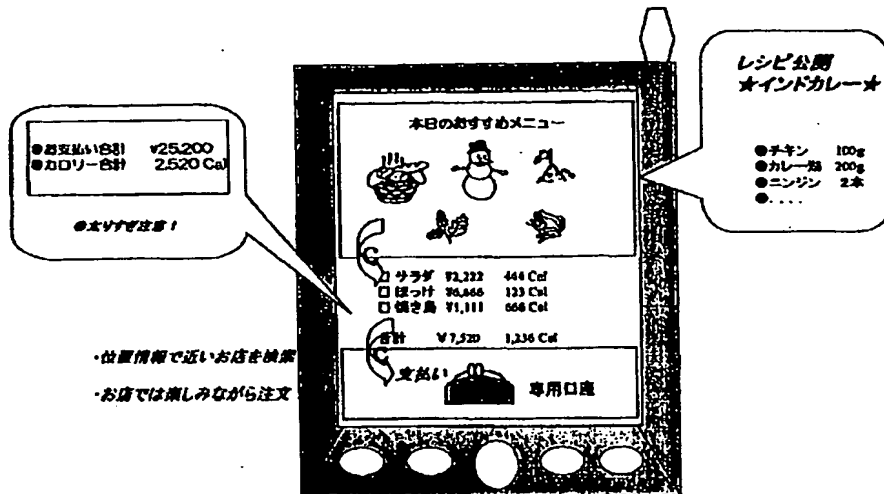 レシピ公開
★インドカレー★
●チキン 100g
●カレー粉 200g
●ニンジン 2本
●....
本日のおすすめメニュー
●お支払い合計 ¥25,200
●カロリー合計 2,520 Cal
●太りすぎ注意！
□ サラダ ¥2,222 444 Cal
□ ほっけ ¥6,666 123 Cal
□ 焼き鳥 ¥1,111 666 Cal
合計 ¥7,520 1,236 Cal
・位置情報で近いお店を検索
・お店では楽しみながら注文
支払い
専用口座